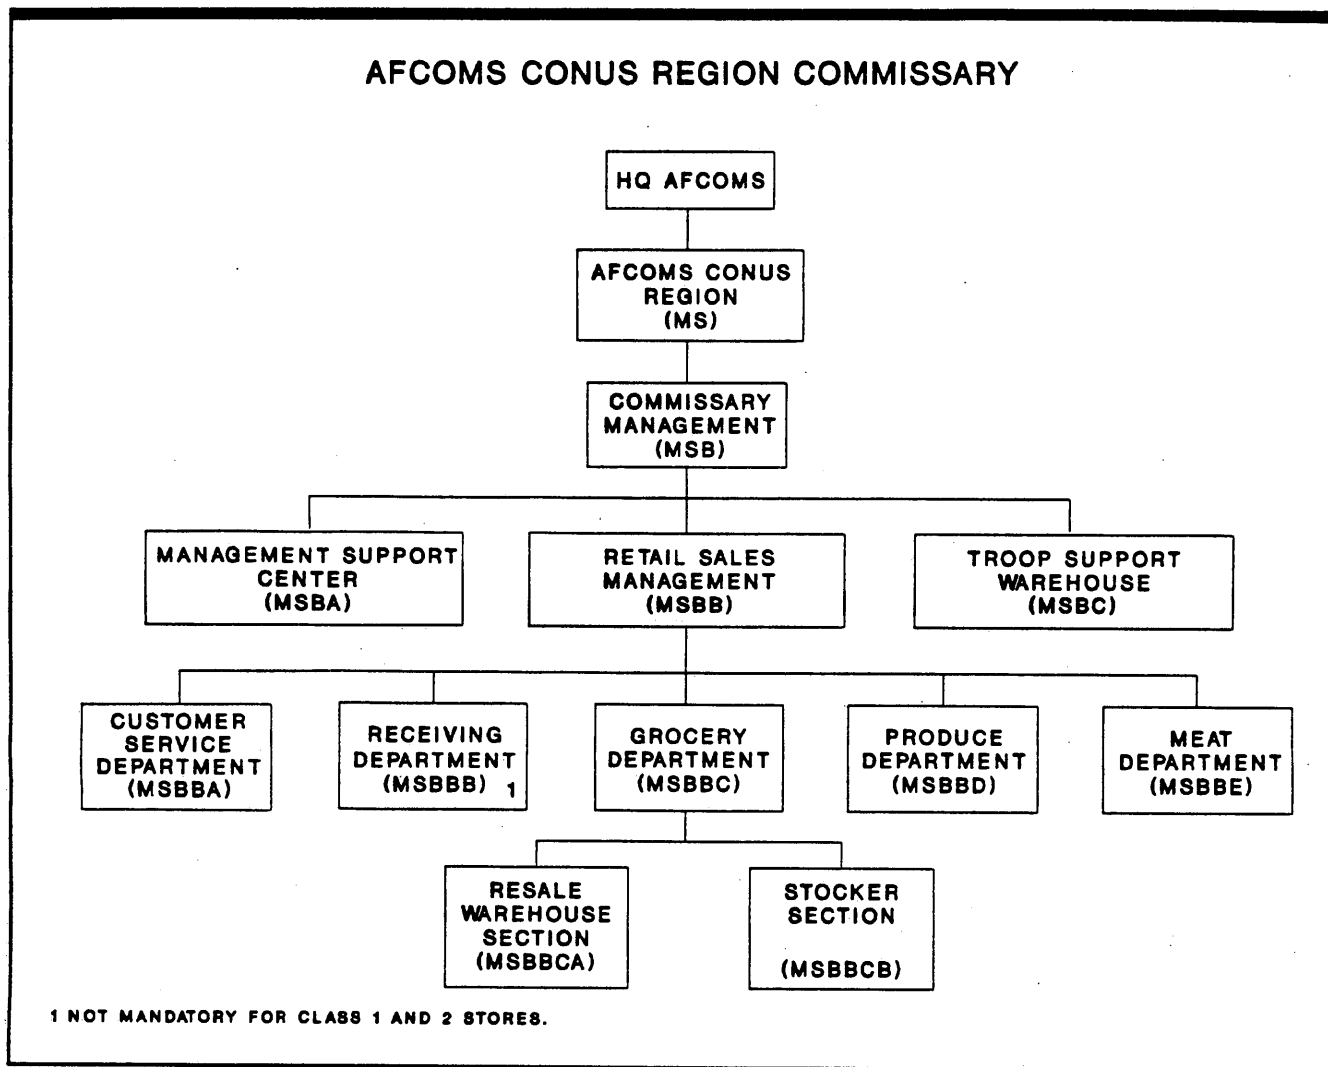 AFCOMS CONUS REGION COMMISSARY
HQ AFCOMS
AFCOMS CONUS
REGION
(MS)
COMMISSARY
MANAGEMENT
(MSB)
MANAGEMENT SUPPORT
CENTER
(MSBA)
RETAIL SALES
MANAGEMENT
(MSBB)
TROOP SUPPORT
WAREHOUSE
(MSBC)
CUSTOMER
SERVICE
DEPARTMENT
(MSBBA)
RECEIVING
DEPARTMENT
(MSBBB) 1
GROCERY
DEPARTMENT
(MSBBC)
PRODUCE
DEPARTMENT
(MSBBD)
MEAT
DEPARTMENT
(MSBBE)
RESALE
WAREHOUSE
SECTION
(MSBBCA)
STOCKER
SECTION
(MSBBCB)
1 NOT MANDATORY FOR CLASS 1 AND 2 STORES.